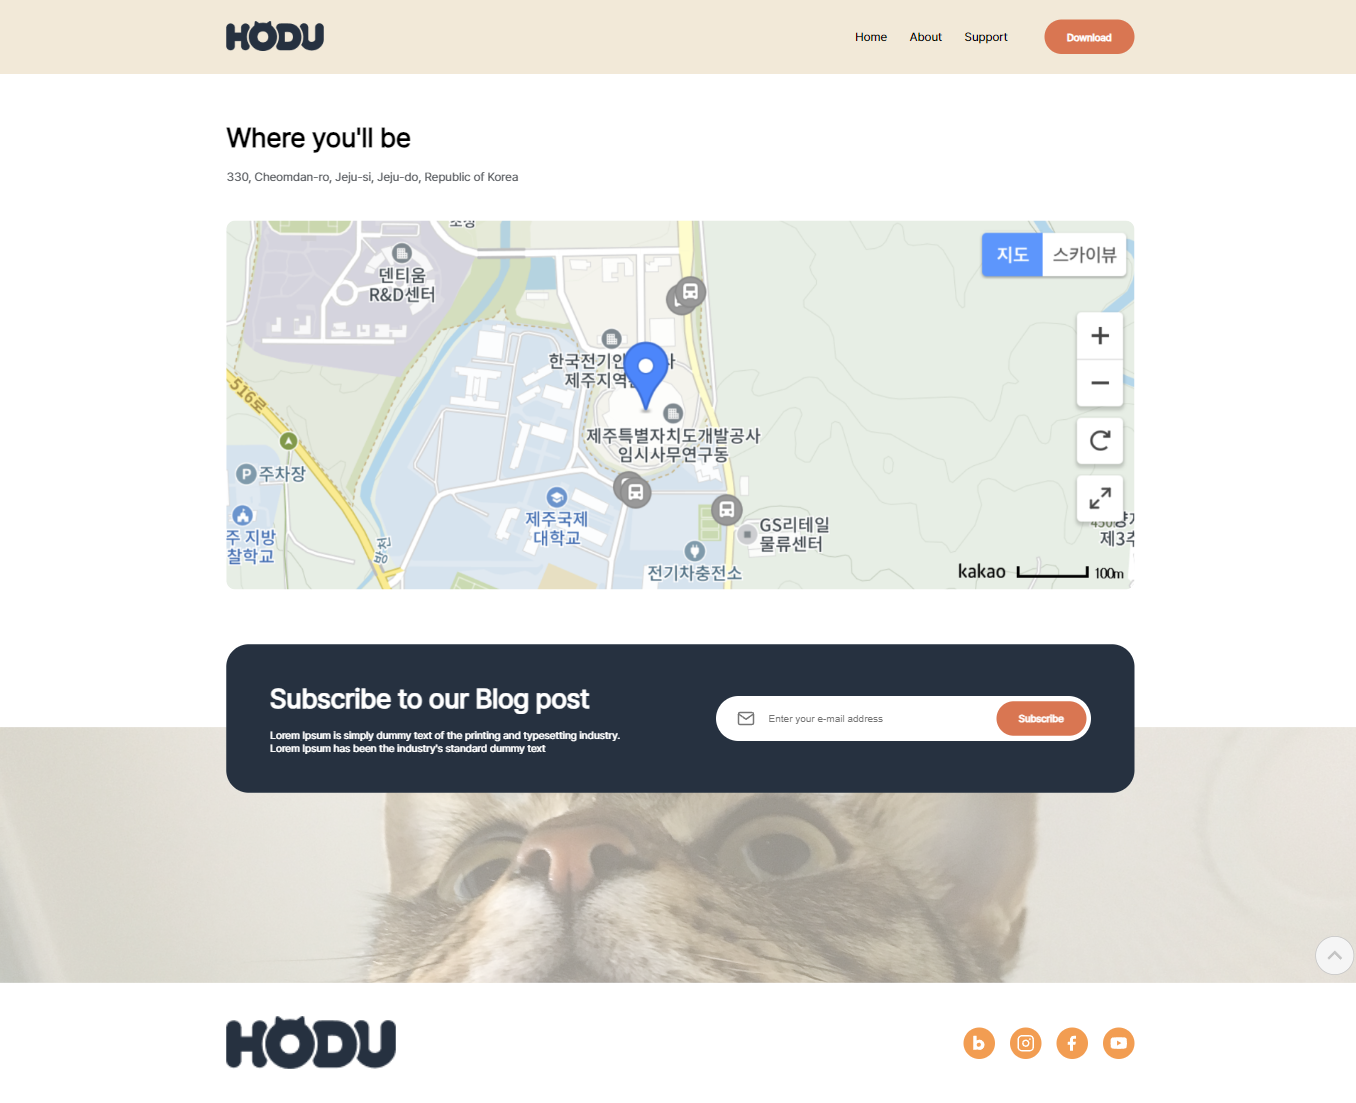 HODU
Home
About
Support
Download
Where you'll be
330, Cheomdan-ro, Jeju-si, Jeju-do, Republic of Korea
지도
스카이뷰
덴티움
R&D센터
한국전기안
제주지역
516로
제주특별자치도개발공사
임시사무연구동
주차장
제주국제
대학교
주 지방
찰학교
GS리테일
물류센터
제3주
전기차충전소
kakao
100m
Subscribe to our Blog post
Lorem Ipsum is simply dummy text of the printing and typesetting industry.
Lorem Ipsum has been the industry's standard dummy text
Enter your e-mail address
Subscribe
HODU